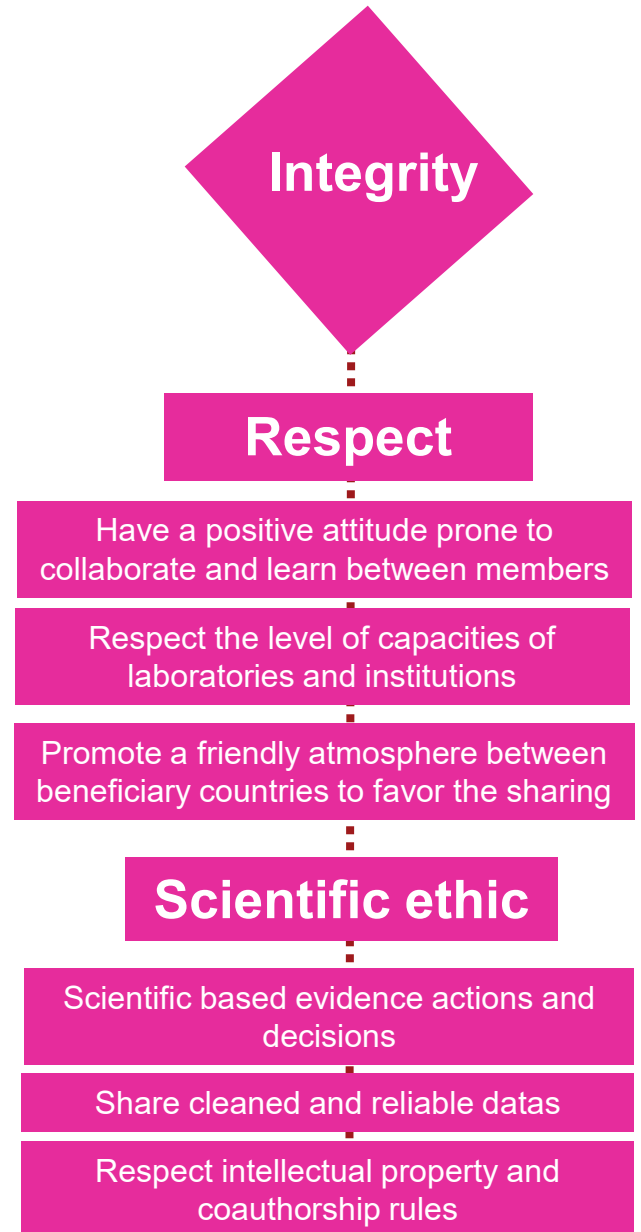 Integrity
Respect
Have a positive attitude prone to
collaborate and learn between members
Respect the level of capacities of
laboratories and institutions
Promote a friendly atmosphere between
beneficiary countries to favor the sharing
Scientific ethic
Scientific based evidence actions and
decisions
Share cleaned and reliable datas
Respect intellectual property and
coauthorship rules